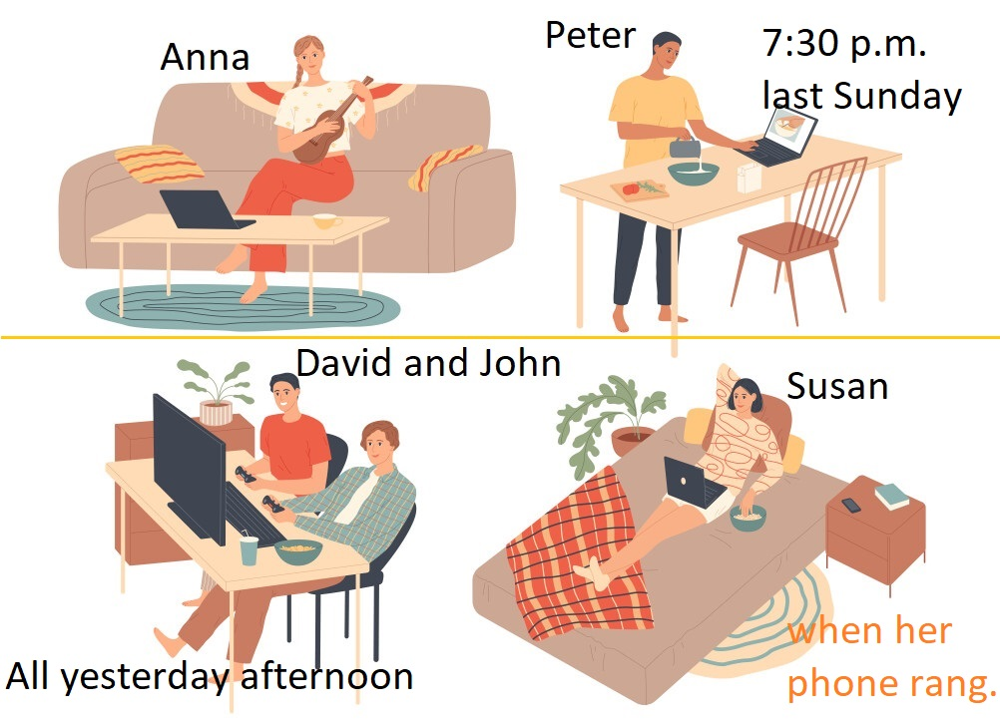 Anna
Peter
7:30 p.m.
last Sunday
David and John
Susan
All yesterday afternoon
when her
phone rang.